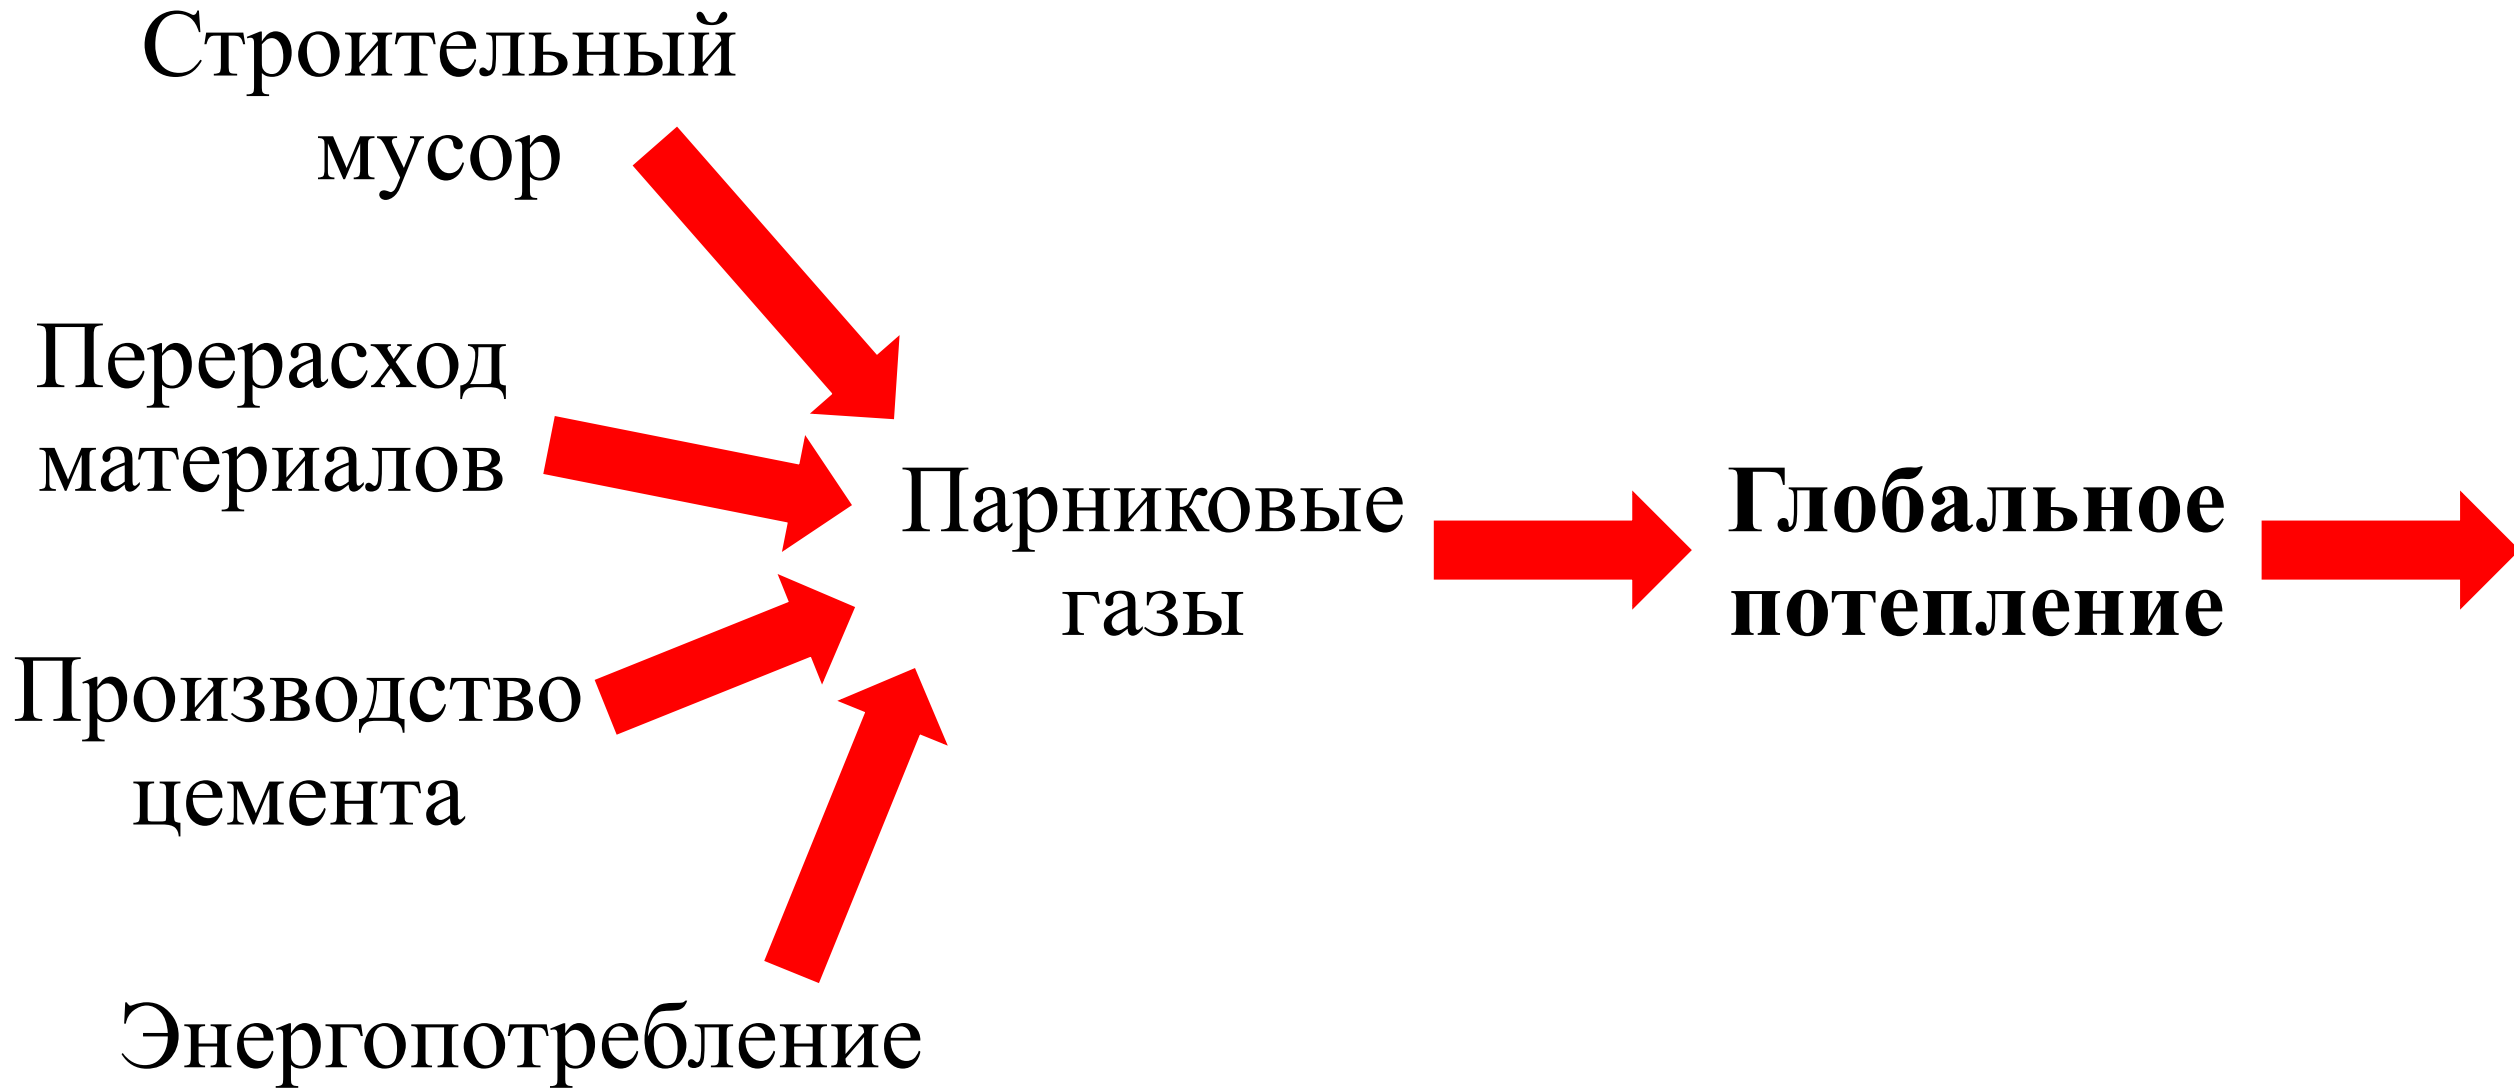 Строительный
мусор
Перерасход
материалов
Производство
цемента
Энергопотребление
Парниковые
газы
Глобальное
потепление